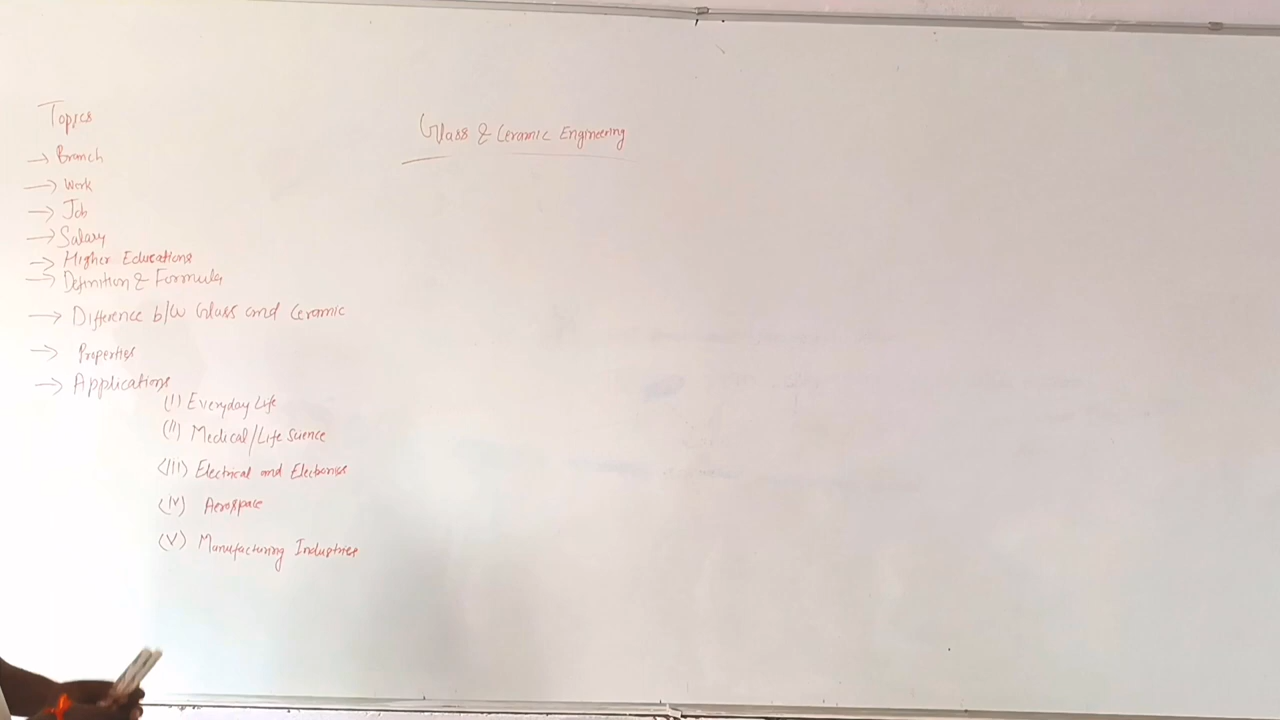 Topics
Glass & Ceramic Engineering
→ Branch
→ Work
→ Job
→ Salary
→ Higher Educations
→ Definition & Formula
→ Difference b/w Glass and Ceramic
→ Properties
→ Applications
(I) Everyday Life
(II) Medical/Life Science
(III) Electrical and Electronics
(IV) Aerospace
(V) Manufacturing Industries